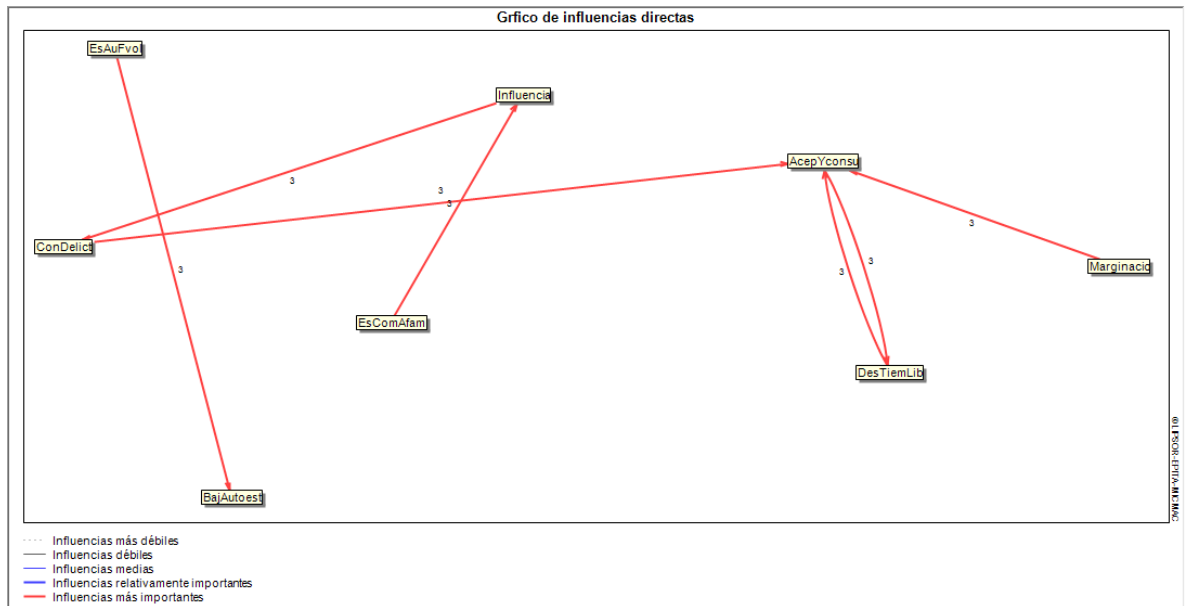 Grfico de influencias directas
EsAuFvol
Influencia
AcepYconsu
3
3
3
ConDelict
3
3
3
3
Marginacio
EsComAfam
DesTiemLib
BajAutoest
©LIPSOR-EPITA-MICMAC
Influencias más débiles
Influencias débiles
Influencias medias
Influencias relativamente importantes
Influencias más importantes